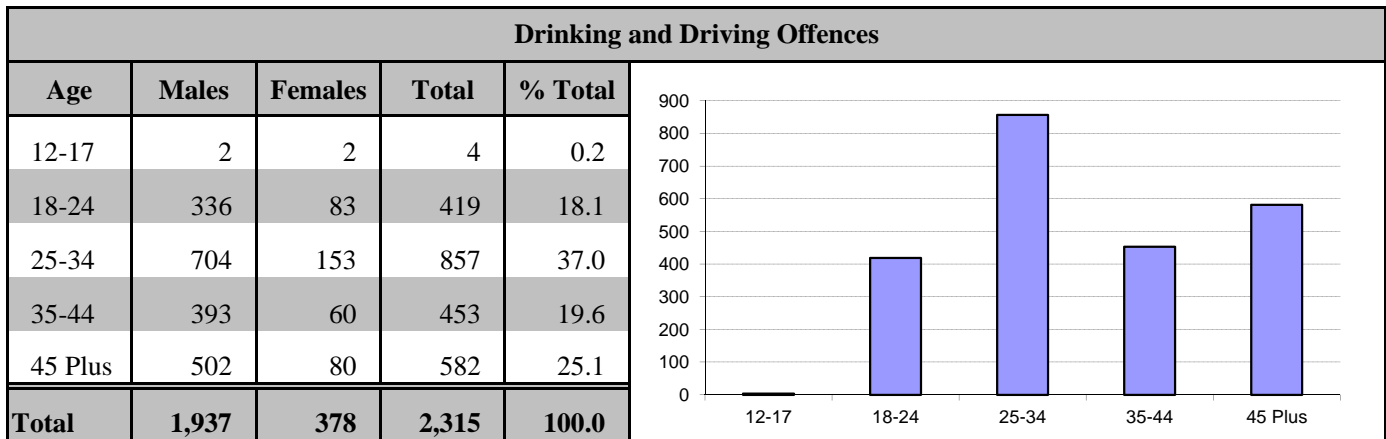 Drinking and Driving Offences
Age Males Females Total % Total
12-17 2 2 4 0.2
18-24 336 83 419 18.1
25-34 704 153 857 37.0
35-44 393 60 453 19.6
45 Plus 502 80 582 25.1
Total 1,937 378 2,315 100.0
900
800
700
600
500
400
300
200
100
0
12-17 18-24 25-34 35-44 45 Plus